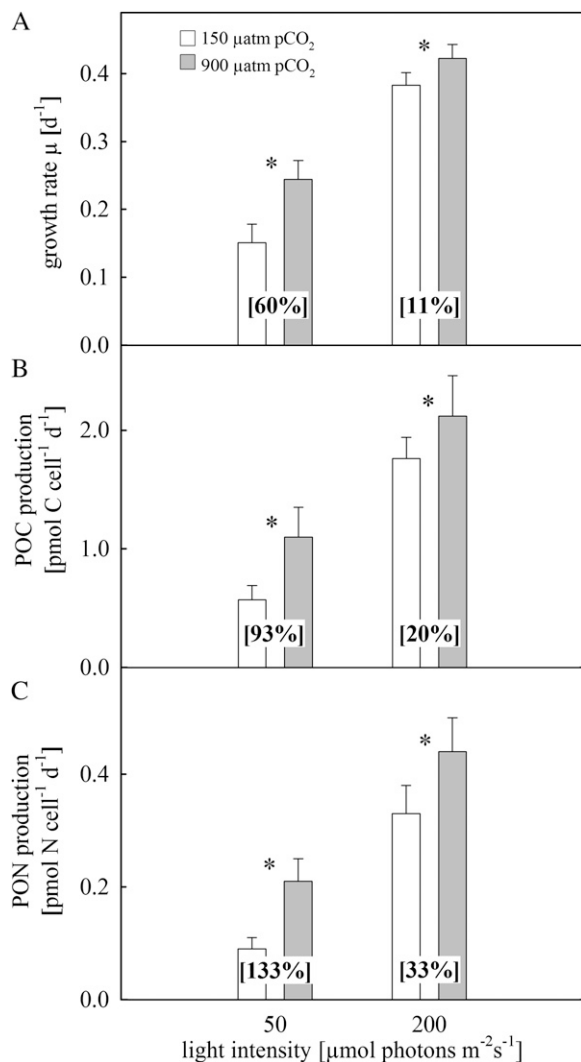 A
150 µatm pCO₂
900 µatm pCO₂
growth rate µ [d⁻¹]
0.4
0.3
0.2
0.1
0.0
*
*
[60%]
[11%]
B
POC production
[pmol C cell⁻¹ d⁻¹]
2.0
1.0
0.0
*
*
[93%]
[20%]
C
PON production
[pmol N cell⁻¹ d⁻¹]
0.4
0.2
0.0
*
*
[133%]
[33%]
50
200
light intensity [µmol photons m⁻²s⁻¹]